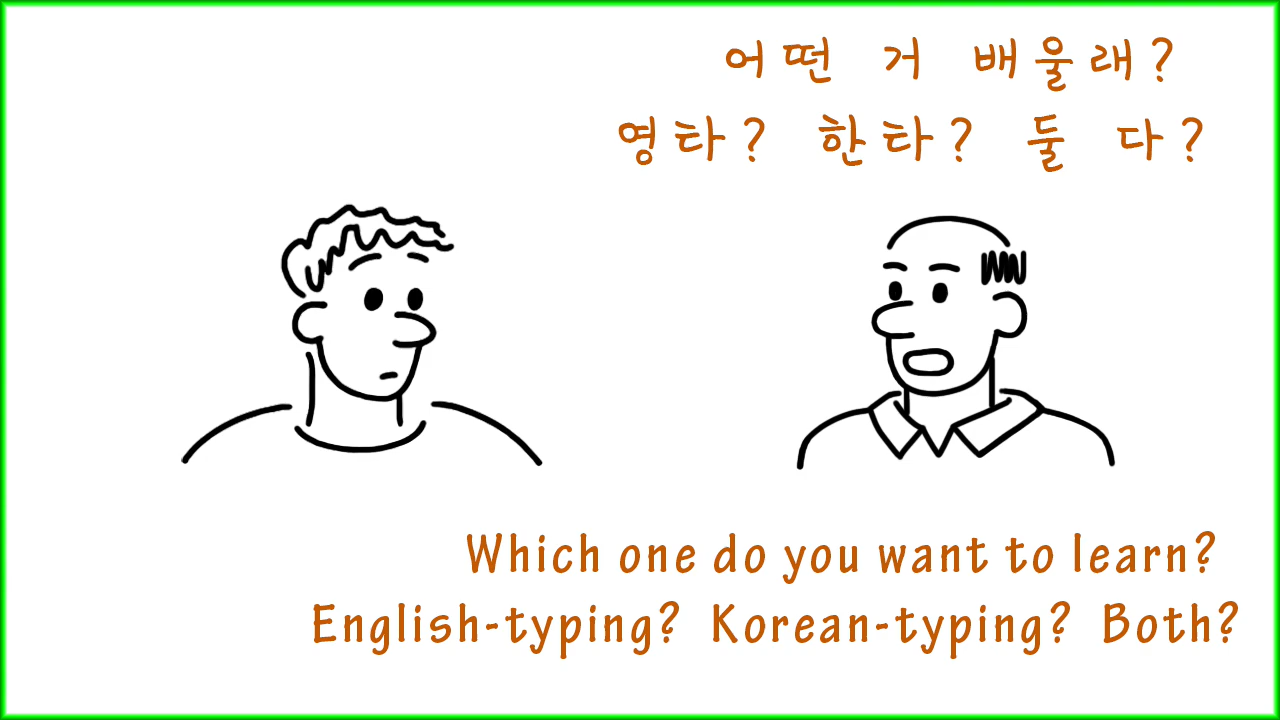 어떤 거 배울래?
영타? 한타? 둘 다?
Which one do you want to learn?
English-typing? Korean-typing? Both?